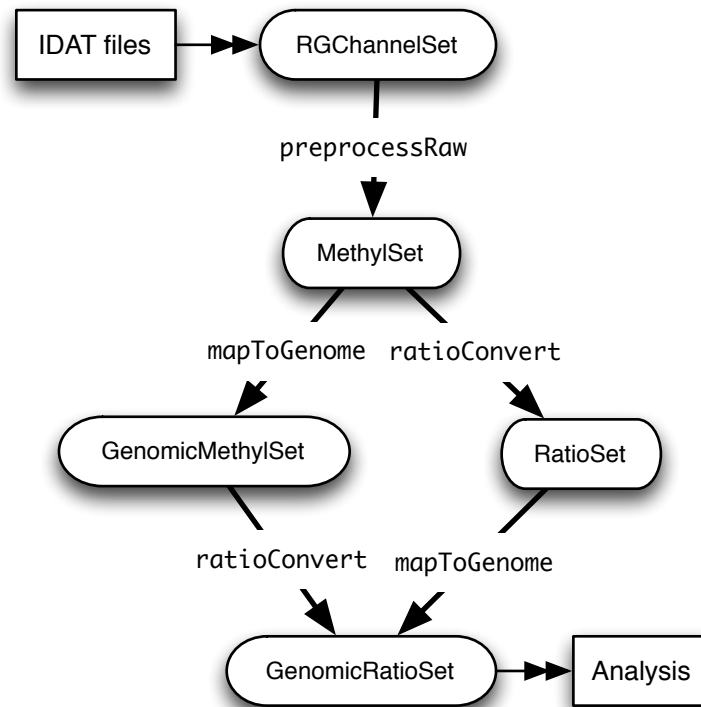 IDAT files
RGChannelSet
preprocessRaw
MethylSet
mapToGenome ratioConvert
GenomicMethylSet
RatioSet
ratioConvert mapToGenome
GenomicRatioSet
Analysis